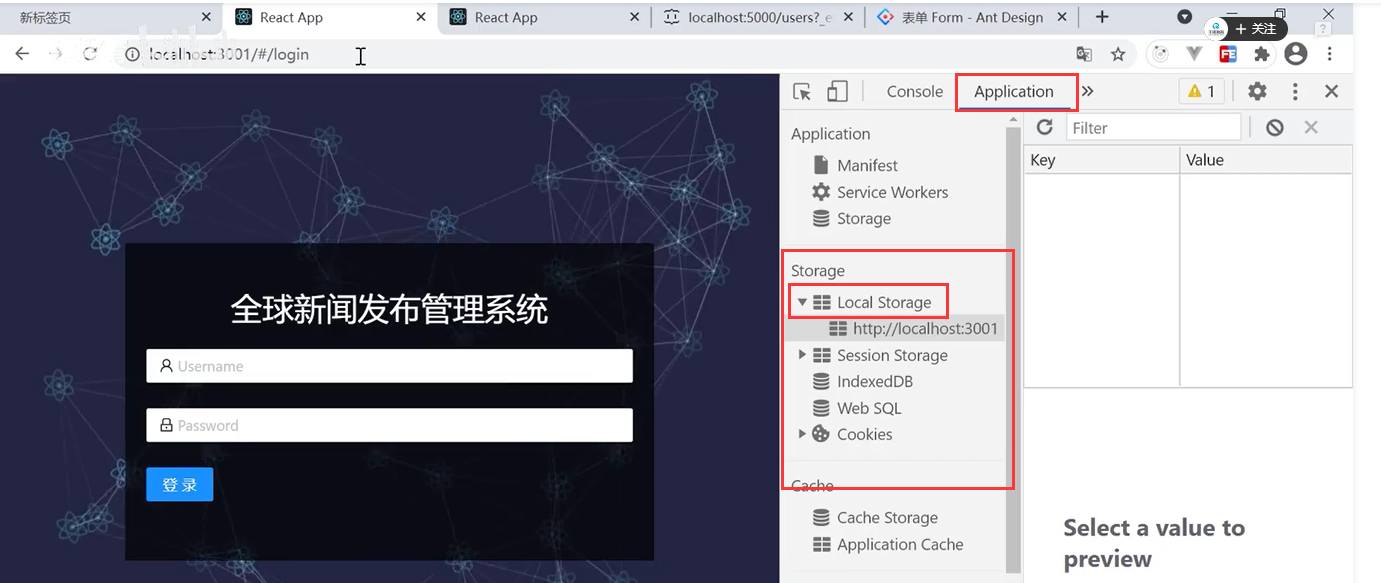 新标签页
React App
React App
localhost:5000/users?_e
表单 Form - Ant Design
+ 关注
localhost:3001/#/login
Console
Application
1
Application
Filter
Manifest
Key
Value
Service Workers
Storage
Storage
Local Storage
http://localhost:3001
Session Storage
IndexedDB
Web SQL
Cookies
Cache
Cache Storage
Application Cache
全球新闻发布管理系统
Username
Password
登 录
Select a value to
preview